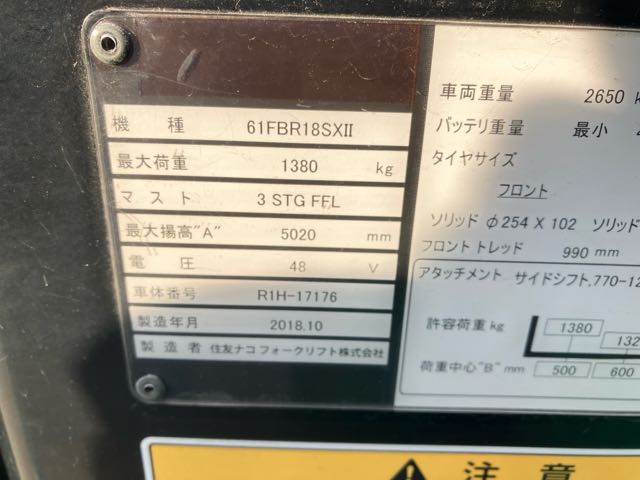 機 種 61FBR18SXII
最大荷重 1380 kg
マ ス ト 3 STG FFL
最大揚高"A" 5020 mm
電 圧 48 V
車体番号 R1H-17176
製造年月 2018.10
製 造 者 住友ナコ フォークリフト株式会社
車両重量 2650
バッテリ重量 最小
タイヤサイズ
フロント
ソリッド φ254 X 102 ソリッド
フロント トレッド 990 mm
アタッチメント サイドシフト,770-12
許容荷重 kg 1380 132
荷重中心"B" mm 500 600
注 意